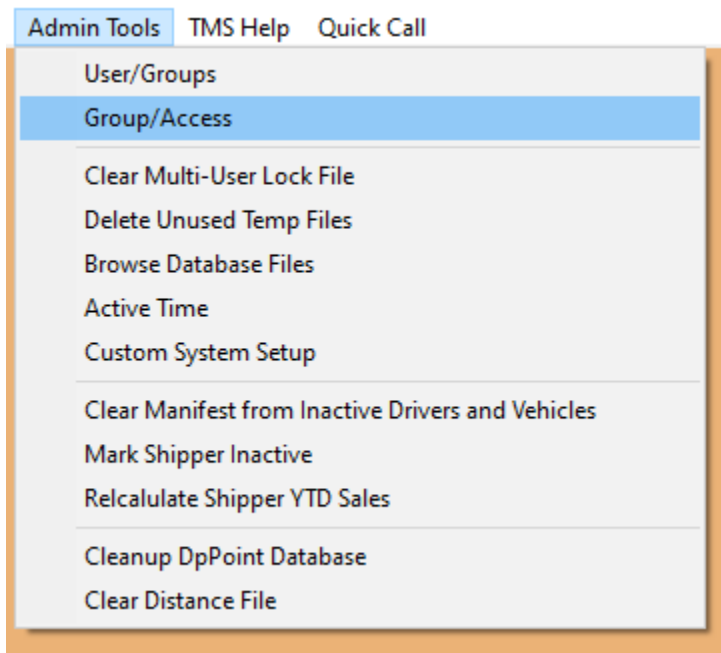 Admin Tools TMS Help Quick Call
User/Groups
Group/Access
Clear Multi-User Lock File
Delete Unused Temp Files
Browse Database Files
Active Time
Custom System Setup
Clear Manifest from Inactive Drivers and Vehicles
Mark Shipper Inactive
Relcalulate Shipper YTD Sales
Cleanup DpPoint Database
Clear Distance File